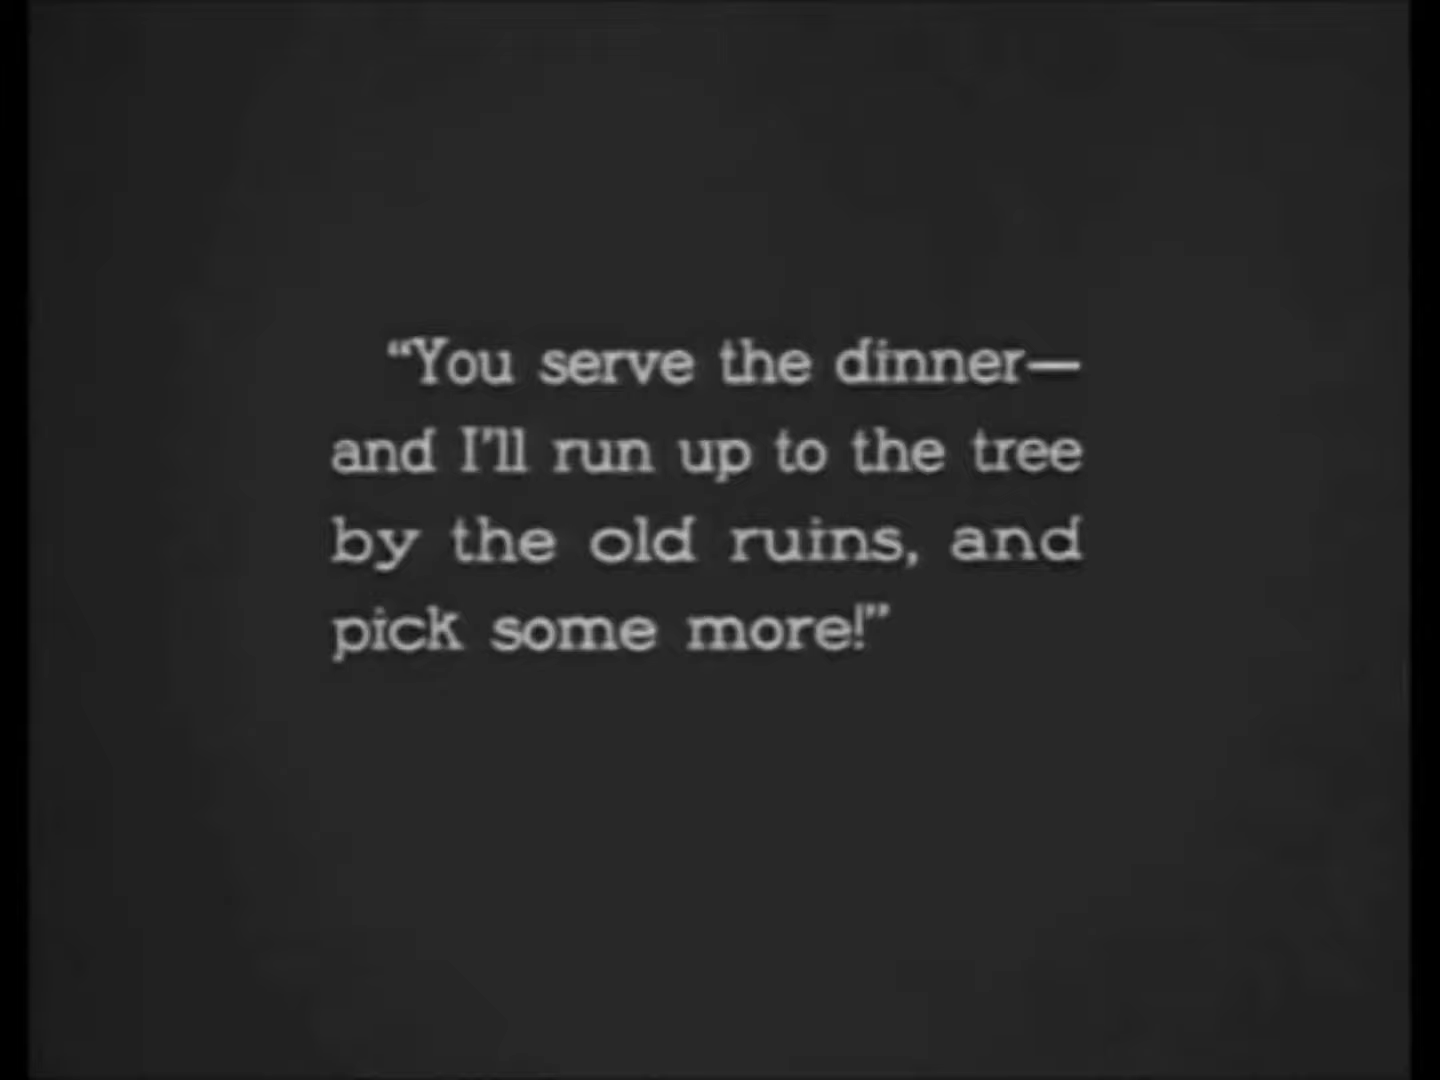 “You serve the dinner—
and I’ll run up to the tree
by the old ruins, and
pick some more!”